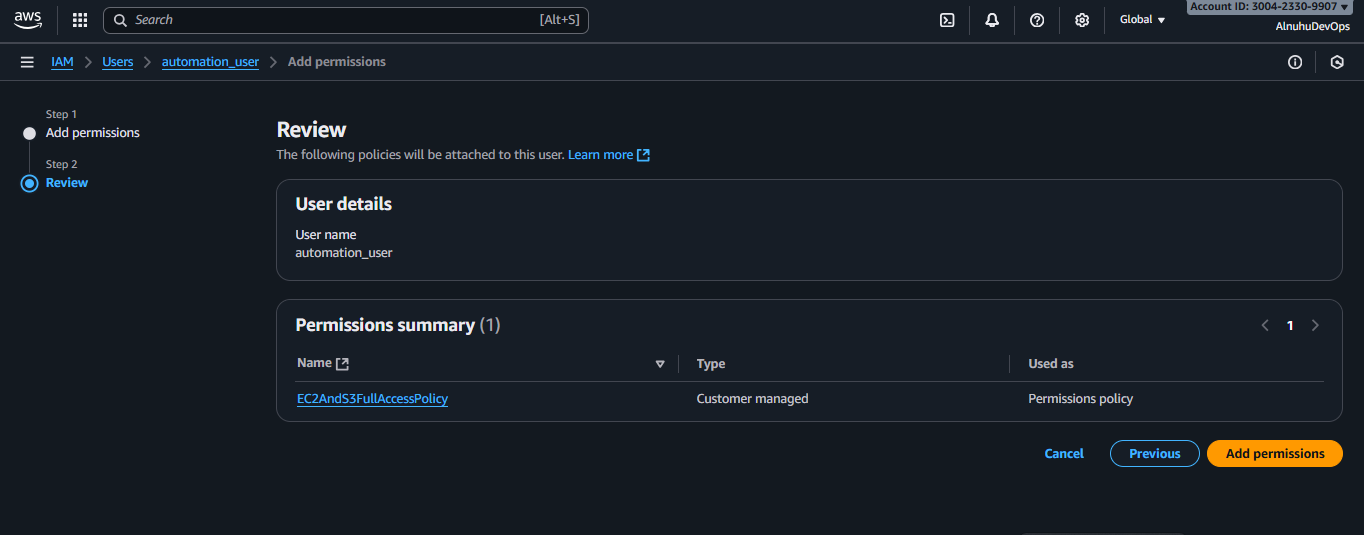 aws
Search
[Alt+S]
Global
Account ID: 3004-2330-9907
AlnuhuDevOps
IAM
Users
automation_user
Add permissions
Step 1
Add permissions
Step 2
Review
Review
The following policies will be attached to this user. Learn more
User details
User name
automation_user
Permissions summary (1)
1
Name
Type
Used as
EC2AndS3FullAccessPolicy
Customer managed
Permissions policy
Cancel
Previous
Add permissions